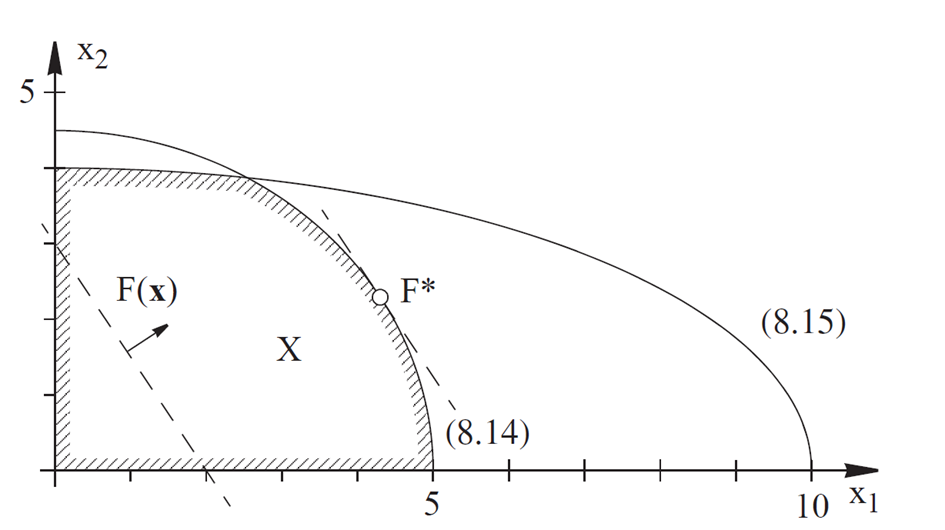 x₂
5
F(x)
F*
X
(8.15)
(8.14)
5
10
x₁